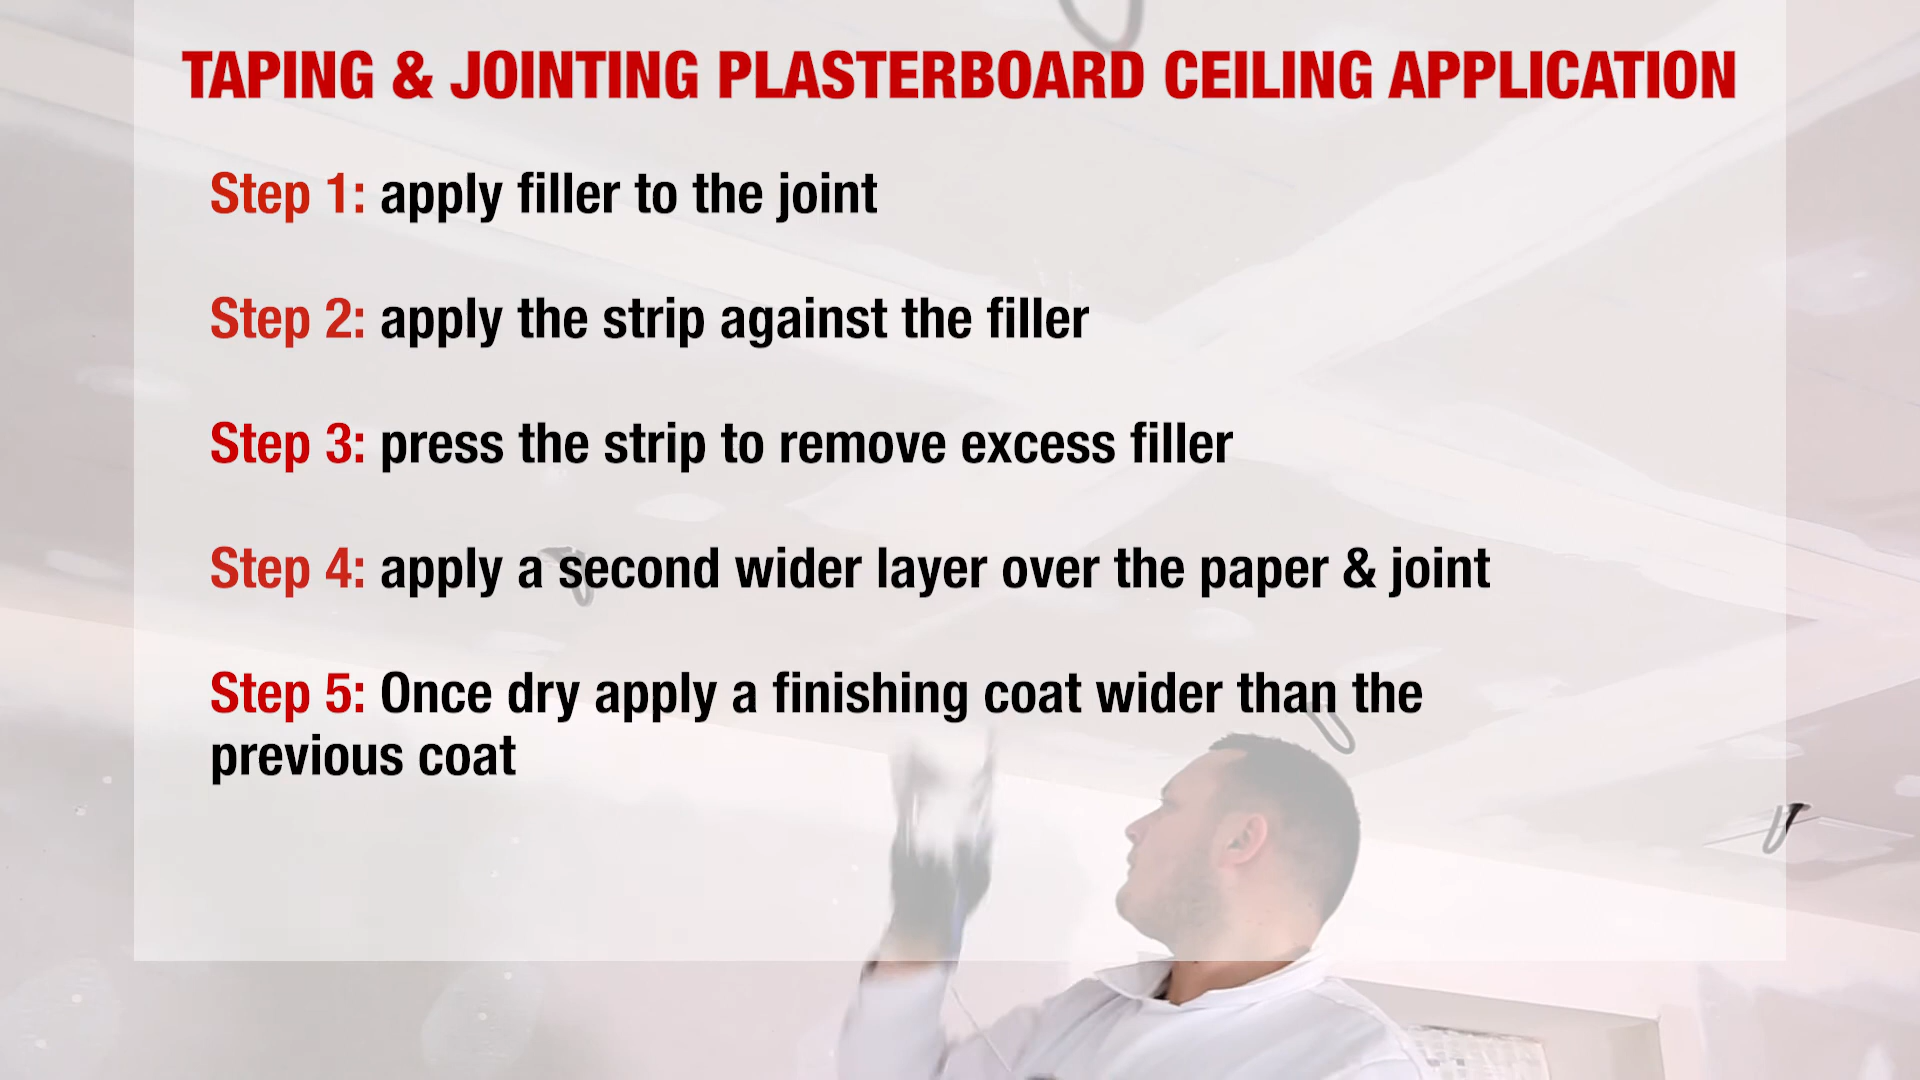 TAPING & JOINTING PLASTERBOARD CEILING APPLICATION
Step 1: apply filler to the joint
Step 2: apply the strip against the filler
Step 3: press the strip to remove excess filler
Step 4: apply a second wider layer over the paper & joint
Step 5: Once dry apply a finishing coat wider than the
previous coat